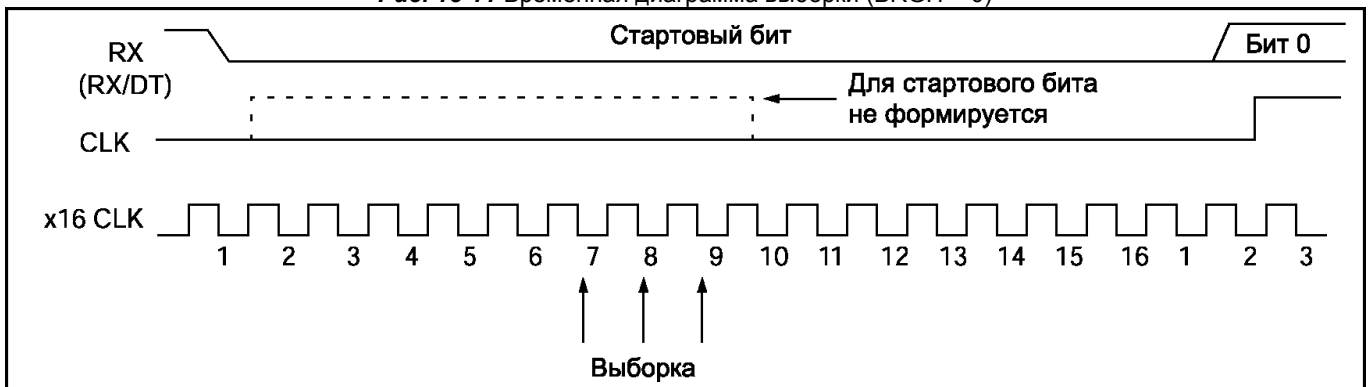 Стартовый бит
Бит 0
RX
(RX/DT)
Для стартового бита
не формируется
CLK
x16 CLK
1 2 3 4 5 6 7 8 9 10 11 12 13 14 15 16 1 2 3
Выборка